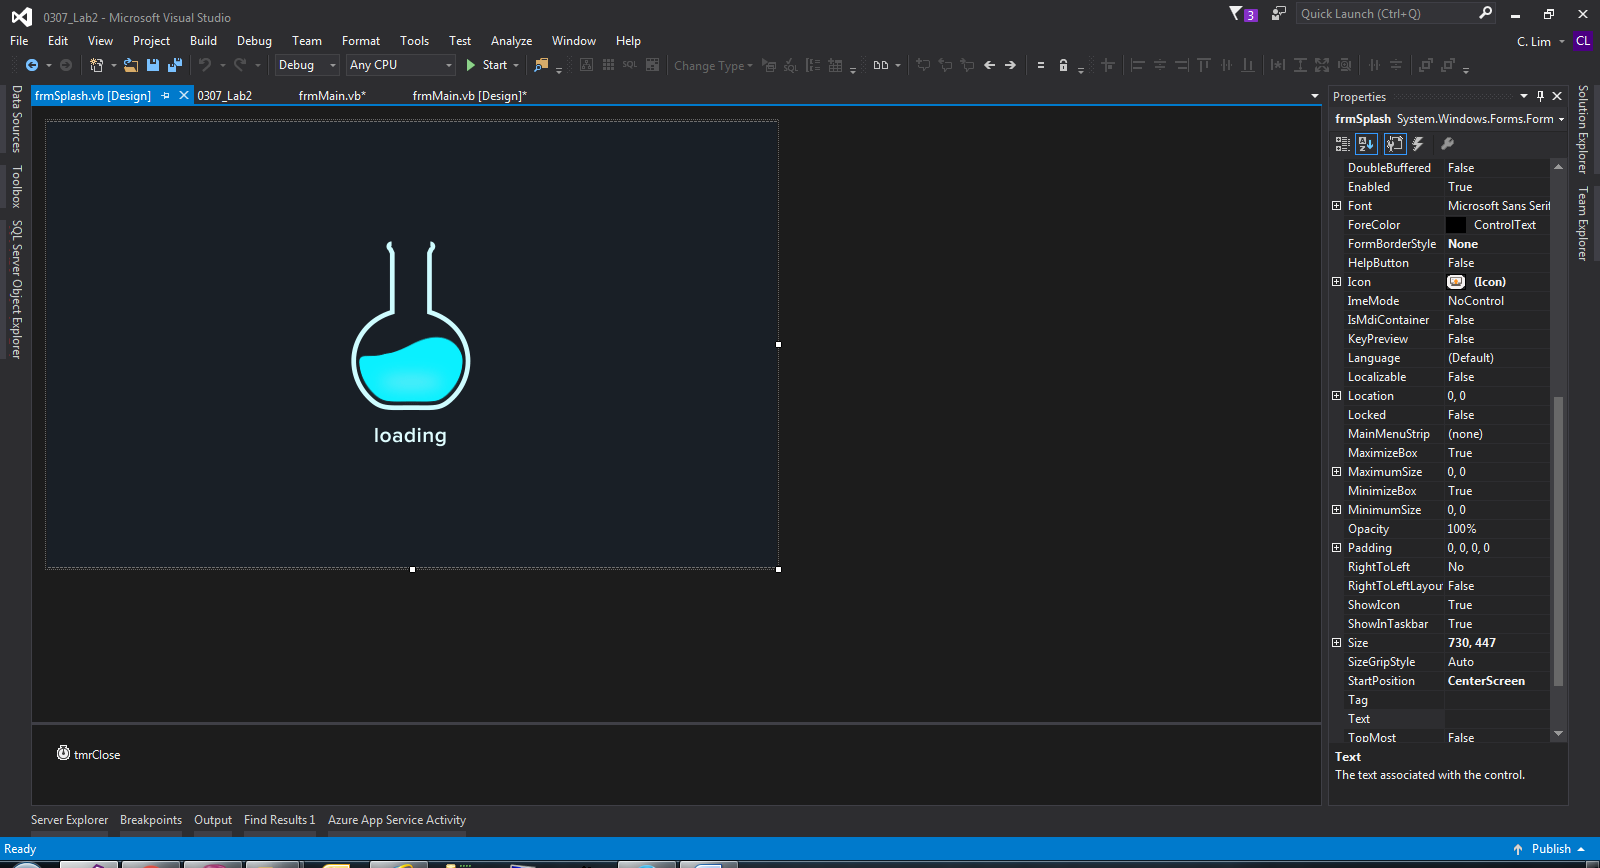 0307_Lab2 - Microsoft Visual Studio
3
Quick Launch (Ctrl+Q)
File Edit View Project Build Debug Team Format Tools Test Analyze Window Help
C. Lim CL
Debug Any CPU Start SQL Change Type
frmSplash.vb [Design] 0307_Lab2 frmMain.vb* frmMain.vb [Design]*
Data Sources
Toolbox
SQL Server Object Explorer
loading
tmrClose
Properties
frmSplash System.Windows.Forms.Form
DoubleBuffered False
Enabled True
Font Microsoft Sans Serif
ForeColor ControlText
FormBorderStyle None
HelpButton False
Icon (Icon)
ImeMode NoControl
IsMdiContainer False
KeyPreview False
Language (Default)
Localizable False
Location 0, 0
Locked False
MainMenuStrip (none)
MaximizeBox True
MaximumSize 0, 0
MinimizeBox True
MinimumSize 0, 0
Opacity 100%
Padding 0, 0, 0, 0
RightToLeft No
RightToLeftLayou False
ShowIcon True
ShowInTaskbar True
Size 730, 447
SizeGripStyle Auto
StartPosition CenterScreen
Tag
Text
TopMost False
Text
The text associated with the control.
Solution Explorer
Team Explorer
Server Explorer Breakpoints Output Find Results 1 Azure App Service Activity
Ready
Publish